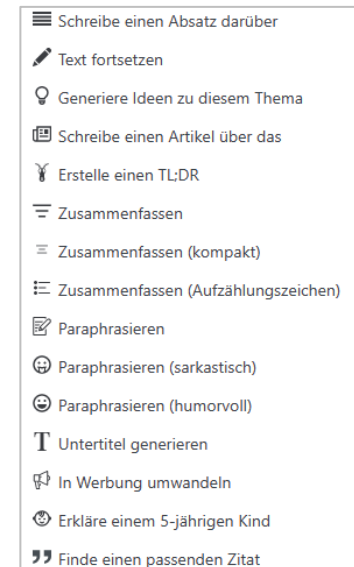 Schreibe einen Absatz darüber
Text fortsetzen
Generiere Ideen zu diesem Thema
Schreibe einen Artikel über das
Erstelle einen TL;DR
Zusammenfassen
Zusammenfassen (kompakt)
Zusammenfassen (Aufzählungszeichen)
Paraphrasieren
Paraphrasieren (sarkastisch)
Paraphrasieren (humorvoll)
Untertitel generieren
In Werbung umwandeln
Erkläre einem 5-jährigen Kind
Finde einen passenden Zitat